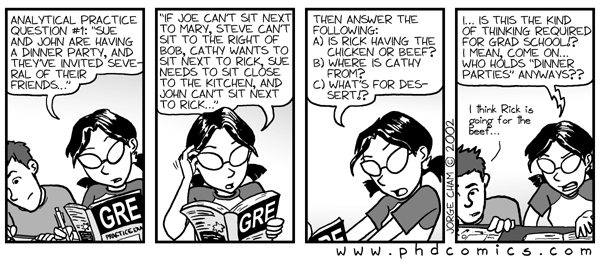 ANALYTICAL PRACTICE
QUESTION #1: "SUE
AND JOHN ARE HAVING
A DINNER PARTY, AND
THEY'VE INVITED SEVE-
RAL OF THEIR
FRIENDS..."
GRE
"IF JOE CAN'T SIT NEXT
TO MARY, STEVE CAN'T
SIT TO THE RIGHT OF
BOB, CATHY WANTS TO
SIT NEXT TO RICK, SUE
NEEDS TO SIT CLOSE
TO THE KITCHEN, AND
JOHN CAN'T SIT NEXT
TO RICK..."
GRE
THEN ANSWER THE
FOLLOWING:
A) IS RICK HAVING THE
CHICKEN OR BEEF?
B) WHERE IS CATHY
FROM?
C) WHAT'S FOR DES-
SERT!?
JORGE CHAM © 2002
I... IS THIS THE KIND
OF THINKING REQUIRED
FOR GRAD SCHOOL!?
I MEAN, COME ON...
WHO HOLDS "DINNER
PARTIES" ANYWAYS??
I think Rick is
going for the
beef...
www.phdcomics.com